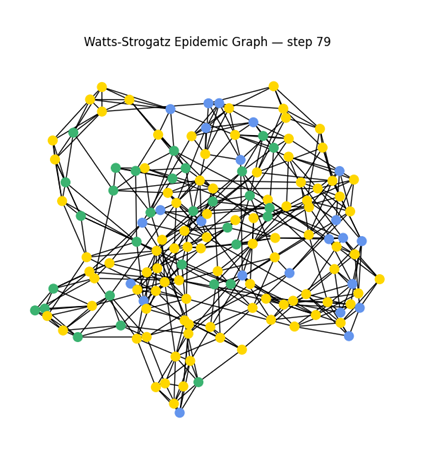 Watts-Strogatz Epidemic Graph — step 79